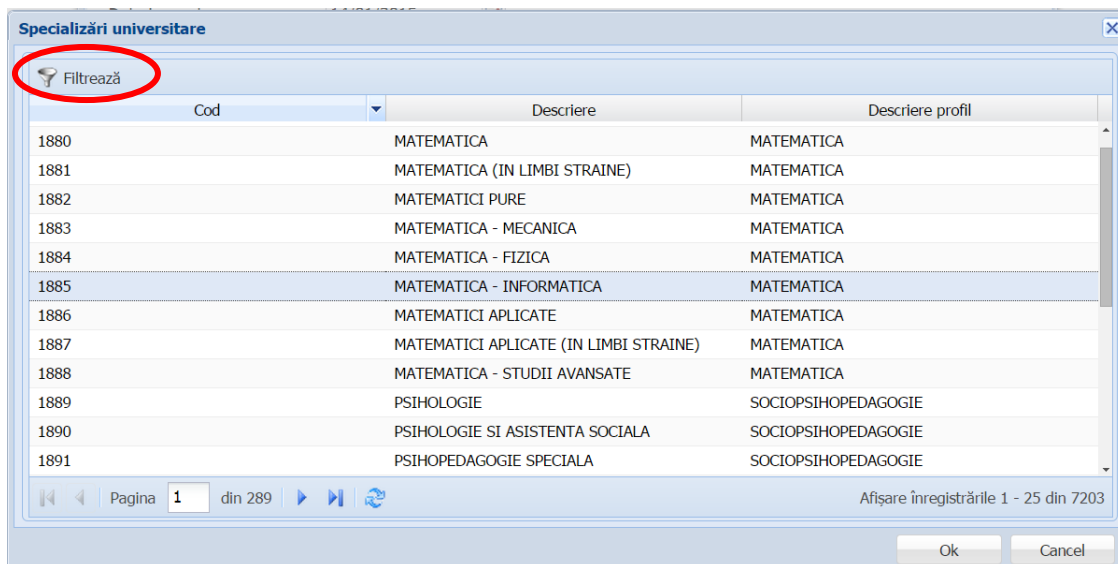 Specializări universitare
Filtrează
Cod Descriere Descriere profil
1880 MATEMATICA MATEMATICA
1881 MATEMATICA (IN LIMBI STRAINE) MATEMATICA
1882 MATEMATICI PURE MATEMATICA
1883 MATEMATICA - MECANICA MATEMATICA
1884 MATEMATICA - FIZICA MATEMATICA
1885 MATEMATICA - INFORMATICA MATEMATICA
1886 MATEMATICI APLICATE MATEMATICA
1887 MATEMATICI APLICATE (IN LIMBI STRAINE) MATEMATICA
1888 MATEMATICA - STUDII AVANSATE MATEMATICA
1889 PSIHOLOGIE SOCIOPSIHOPEDAGOGIE
1890 PSIHOLOGIE SI ASISTENTA SOCIALA SOCIOPSIHOPEDAGOGIE
1891 PSIHOPEDAGOGIE SPECIALA SOCIOPSIHOPEDAGOGIE
Pagina 1 din 289 Afișare înregistrările 1 - 25 din 7203
Ok Cancel